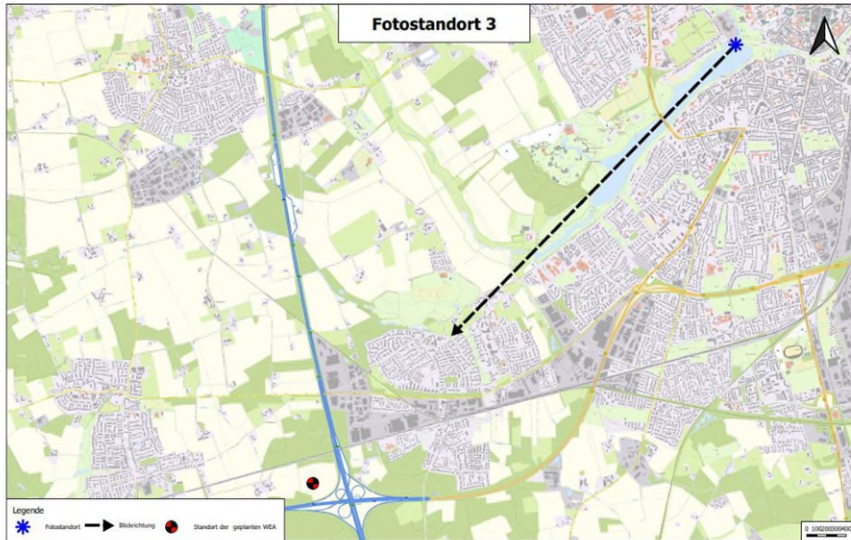 Fotostandort 3
Legende
Fotostandort
Blickrichtung
Standort der geplanten WEA